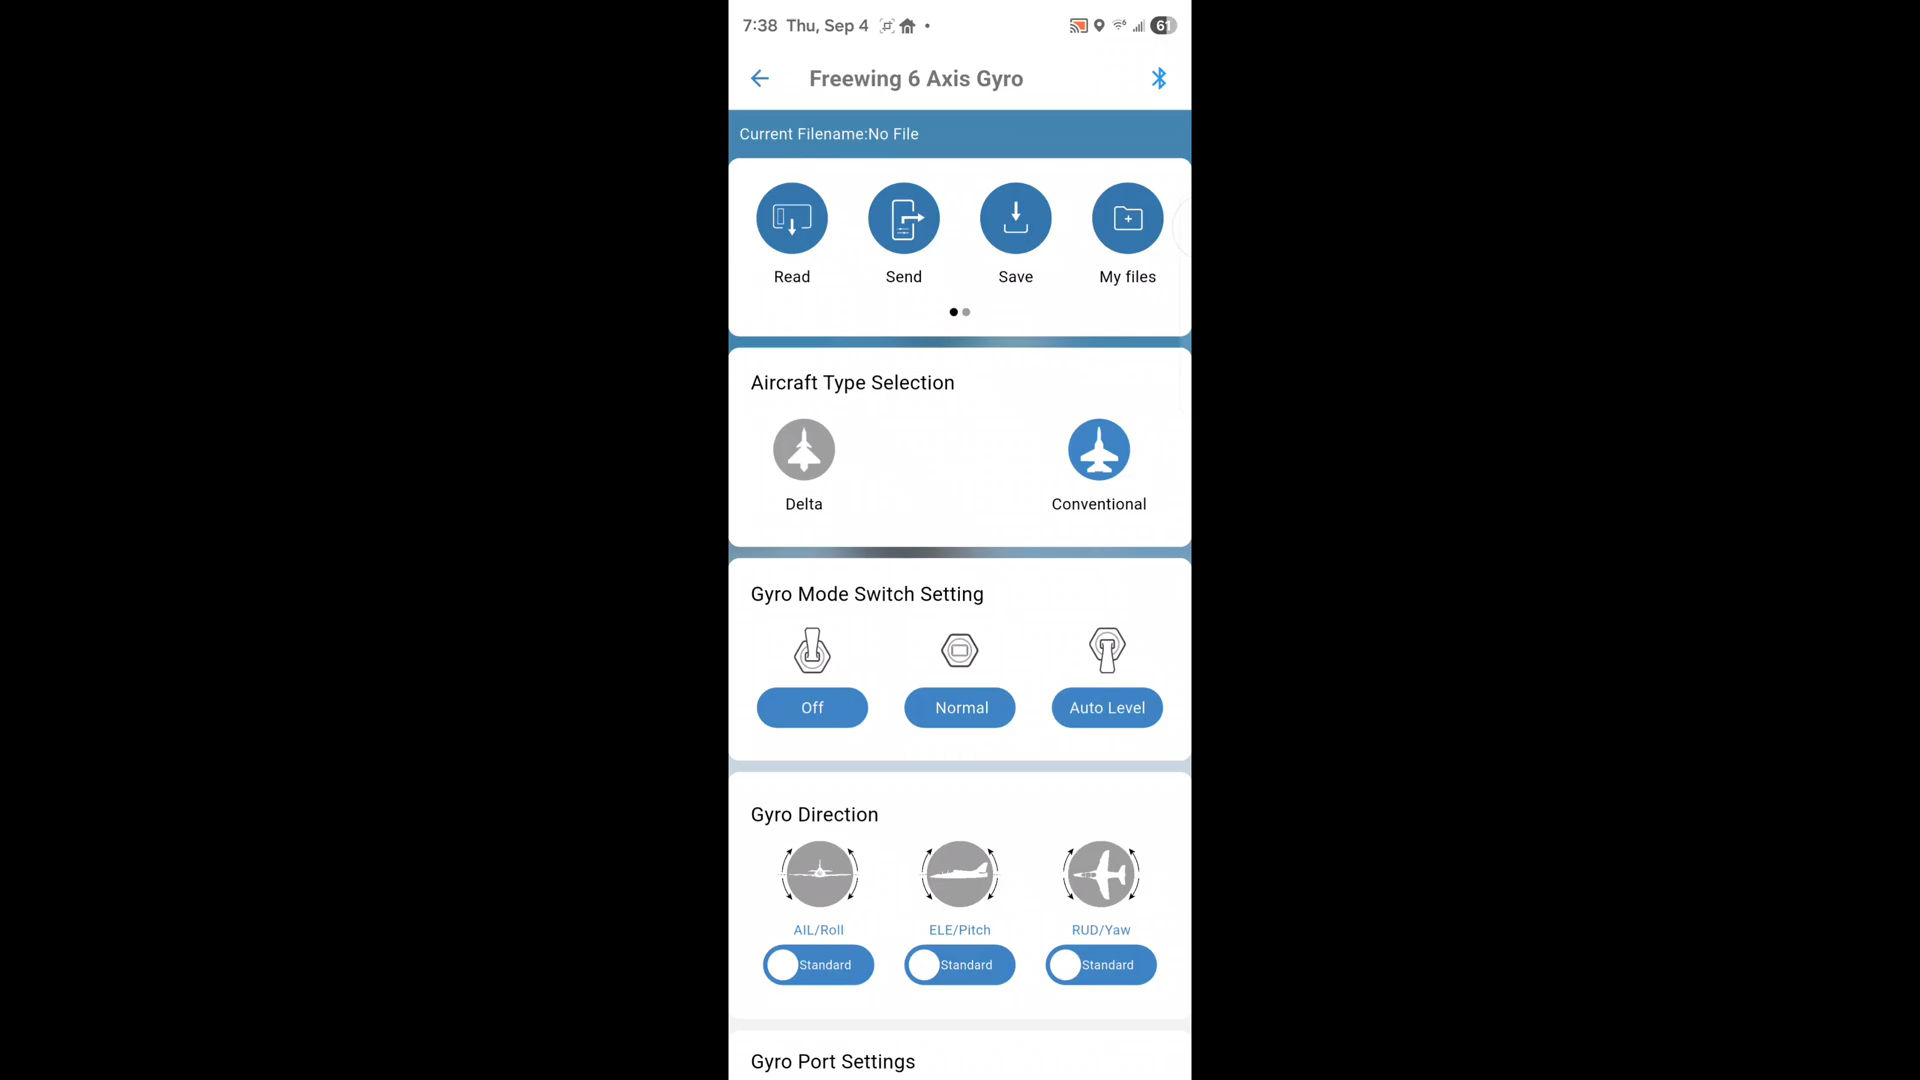 7:38 Thu, Sep 4 61
Freewing 6 Axis Gyro
Current Filename:No File
Read Send Save My files
Aircraft Type Selection
Delta Conventional
Gyro Mode Switch Setting
Off Normal Auto Level
Gyro Direction
AIL/Roll ELE/Pitch RUD/Yaw
Standard Standard Standard
Gyro Port Settings